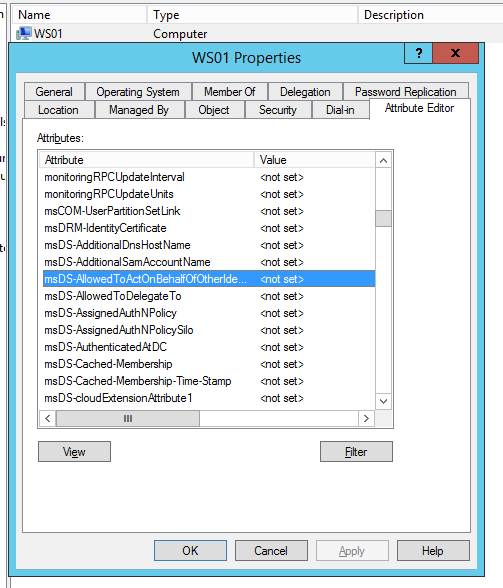 Name Type Description
WS01 Computer
WS01 Properties
? x
General Operating System Member Of Delegation Password Replication
Location Managed By Object Security Dial-in Attribute Editor
Attributes:
Attribute Value
monitoringRPCUpdateInterval <not set>
monitoringRPCUpdateUnits <not set>
msCOM-UserPartitionSetLink <not set>
msDRM-IdentityCertificate <not set>
msDS-AdditionalDnsHostName <not set>
msDS-AdditionalSamAccountName <not set>
msDS-AllowedToActOnBehalfOfOtherIde... <not set>
msDS-AllowedToDelegateTo <not set>
msDS-AssignedAuthNPolicy <not set>
msDS-AssignedAuthNPolicySilo <not set>
msDS-AuthenticatedAtDC <not set>
msDS-Cached-Membership <not set>
msDS-Cached-Membership-Time-Stamp <not set>
msDS-cloudExtensionAttribute1 <not set>
View Filter
OK Cancel Apply Help